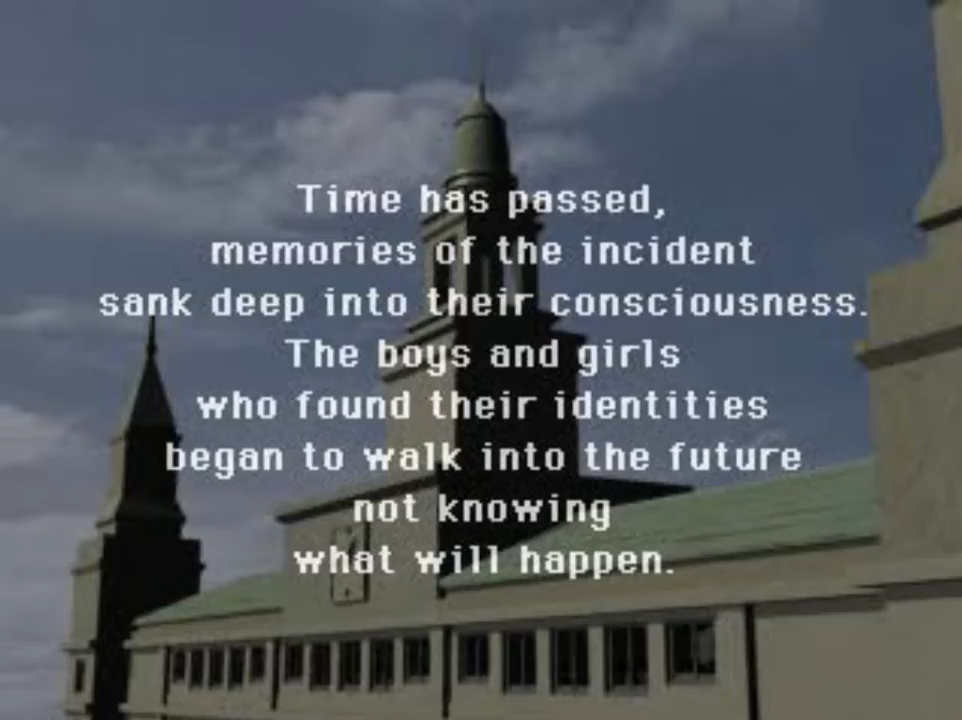 Time has passed,
memories of the incident
sank deep into their consciousness.
The boys and girls
who found their identities
began to walk into the future
not knowing
what will happen.